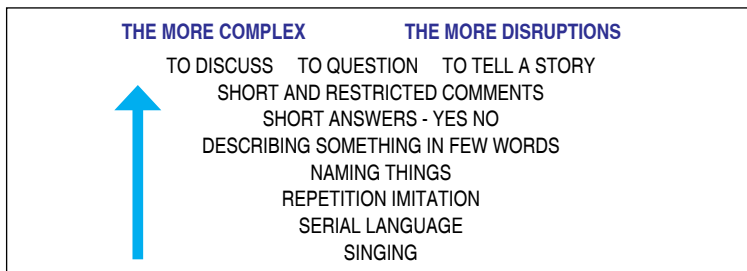 THE MORE COMPLEX THE MORE DISRUPTIONS
TO DISCUSS TO QUESTION TO TELL A STORY
SHORT AND RESTRICTED COMMENTS
SHORT ANSWERS - YES NO
DESCRIBING SOMETHING IN FEW WORDS
NAMING THINGS
REPETITION IMITATION
SERIAL LANGUAGE
SINGING